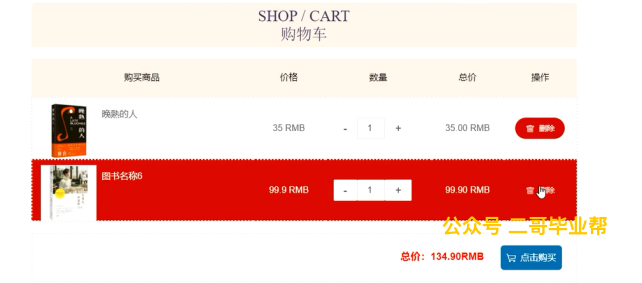 SHOP / CART
购物车
购买商品 价格 数量 总价 操作
晚熟的人
35 RMB - 1 + 35.00 RMB 删除
图书名称6
99.9 RMB - 1 + 99.90 RMB 删除
公众号 二哥毕业帮
总价：134.90RMB 点击购买